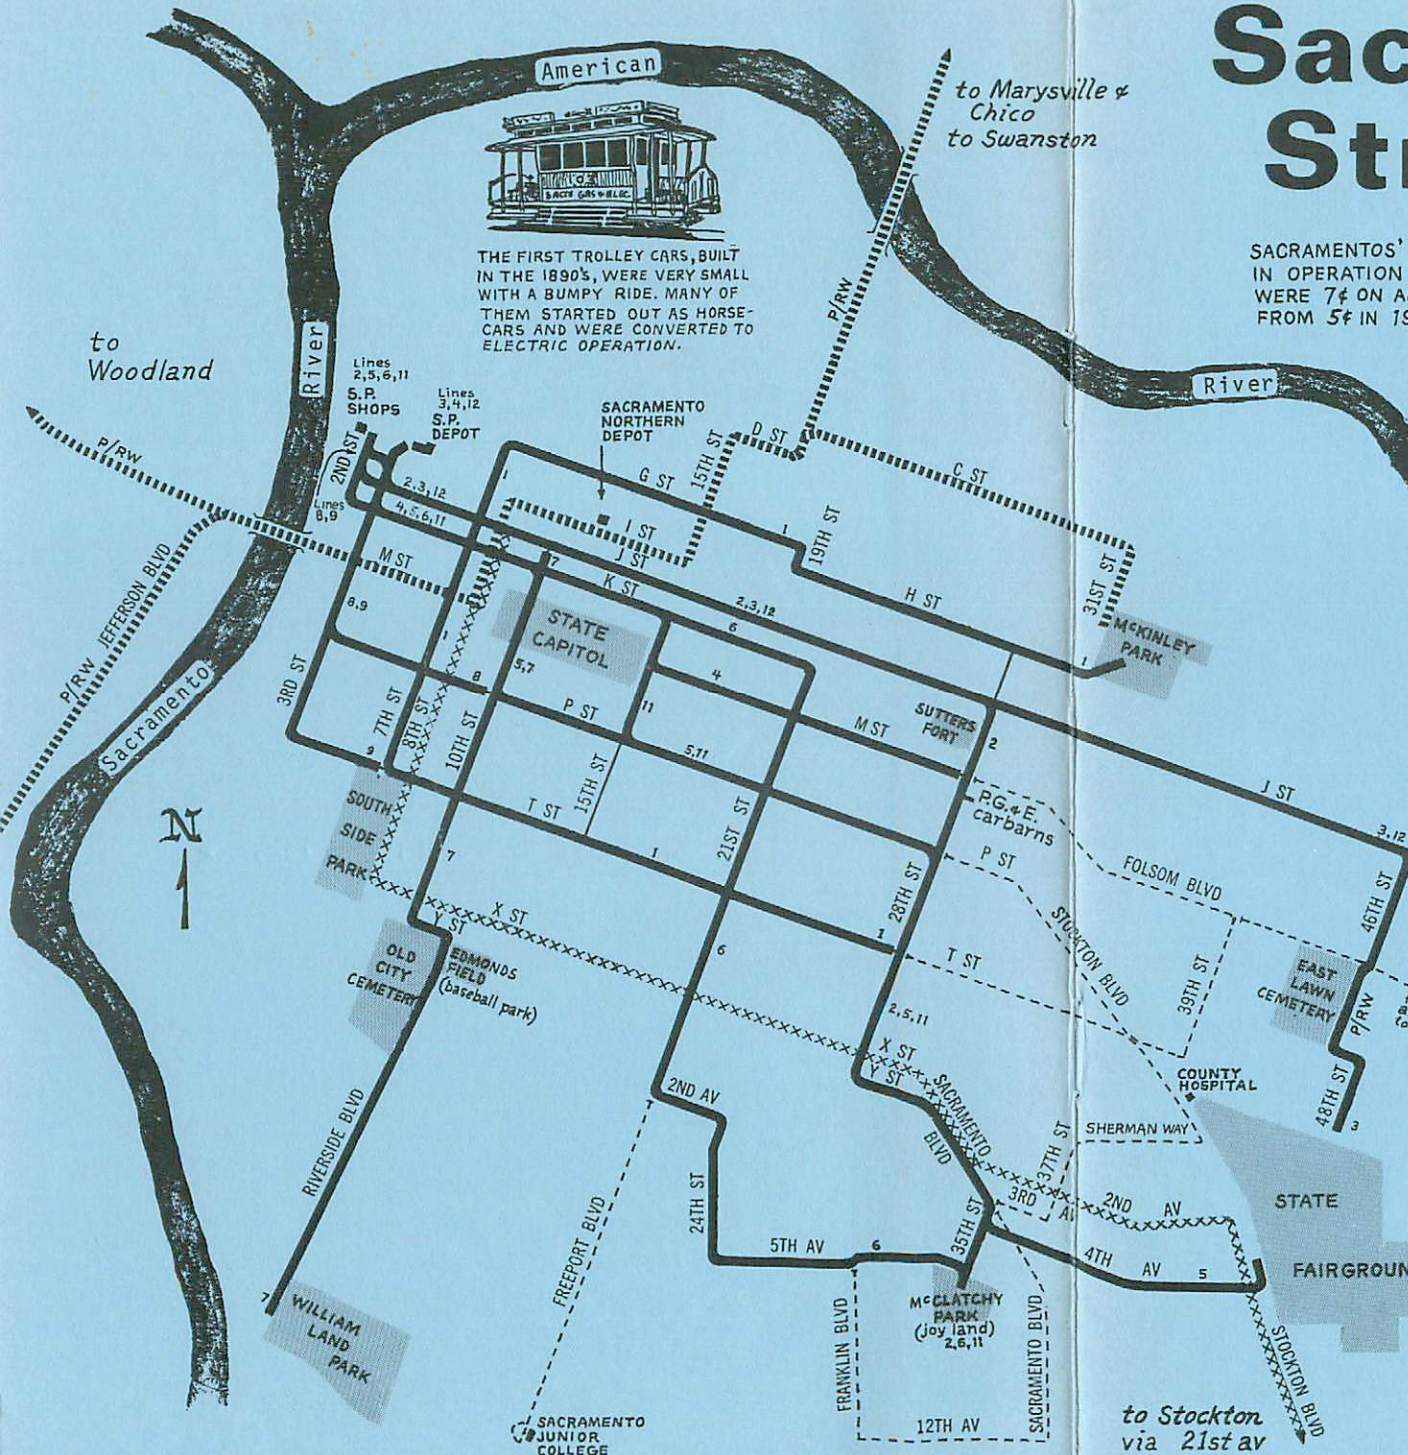 Sac
Str
American
to Marysville &
Chico
to Swanston
SACTO GAS & ELEC.
THE FIRST TROLLEY CARS, BUILT
IN THE 1890's, WERE VERY SMALL
WITH A BUMPY RIDE. MANY OF
THEM STARTED OUT AS HORSE-
CARS AND WERE CONVERTED TO
ELECTRIC OPERATION.
SACRAMENTOS'
IN OPERATION
WERE 7¢ ON A
FROM 5¢ IN 19
P/RW
to
Woodland
River
River
Lines
2,5,6,11
S.P.
SHOPS
Lines
3,4,12
S.P.
DEPOT
SACRAMENTO
NORTHERN
DEPOT
P/RW
2ND ST
Lines
8,9
2,3,12
4,5,6,11
1
G ST
15TH ST
D ST
C ST
1
19TH ST
I ST
J ST
K ST
7
M ST
H ST
31ST ST
1
McKINLEY
PARK
P/RW JEFFERSON BLVD
8,9
1
STATE
CAPITOL
2,3,12
6
4
3RD ST
8
5,7
11
P ST
5,11
M ST
SUTTERS
FORT
2
Sacramento
7TH ST
8TH ST
10TH ST
9
15TH ST
T ST
1
21ST ST
P.G.&E.
carbarns
J ST
3,12
N
SOUTH
SIDE
PARK
7
P ST
FOLSOM BLVD
46TH ST
X ST
Y ST
28TH ST
1
T ST
STOCKTON BLVD
39TH ST
OLD
CITY
CEMETERY
EDMONDS
FIELD
(baseball park)
6
2,5,11
EAST
LAWN
CEMETERY
P/RW
X ST
Y ST
SACRAMENTO
BLVD
COUNTY
HOSPITAL
48TH ST
3
2ND AV
SHERMAN WAY
37TH ST
RIVERSIDE BLVD
24TH ST
3RD AV
2ND AV
STATE
FAIRGROUN
FREEPORT BLVD
5TH AV
6
35TH ST
4TH AV
5
7
WILLIAM
LAND
PARK
McCLATCHY
PARK
(joy land)
2,6,11
FRANKLIN BLVD
SACRAMENTO BLVD
STOCKTON BLVD
12TH AV
SACRAMENTO
JUNIOR
COLLEGE
to Stockton
via 21st av